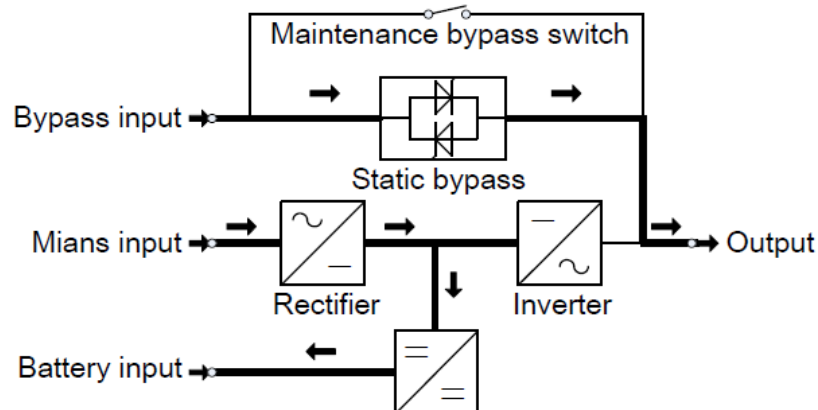 Maintenance bypass switch
Bypass input
Static bypass
Mians input
Output
Rectifier
Inverter
Battery input